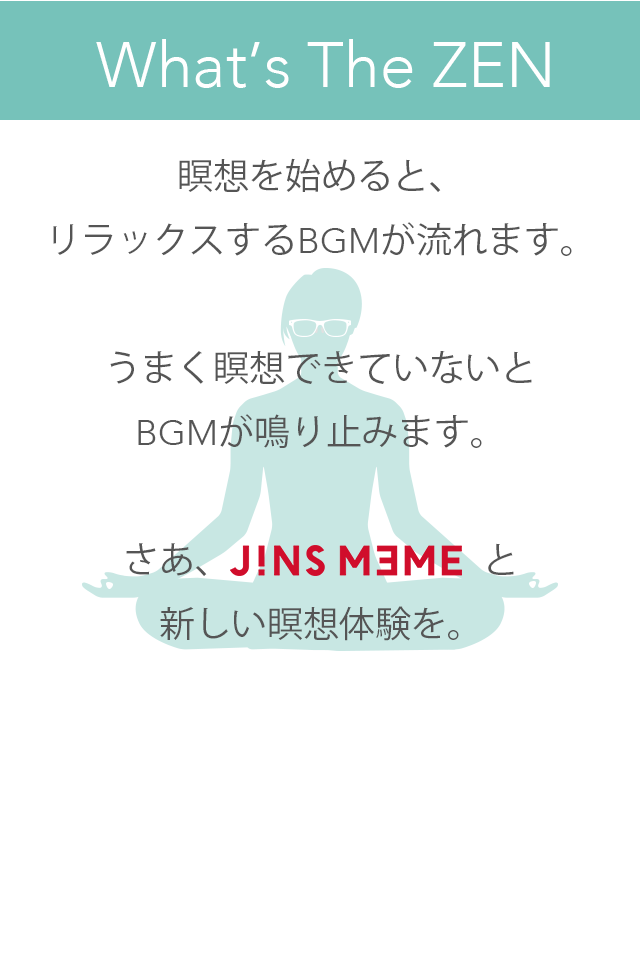 What's The ZEN
瞑想を始めると、
リラックスするBGMが流れます。
うまく瞑想できていないと
BGMが鳴り止みます。
さあ、J!NS MEME と
新しい瞑想体験を。